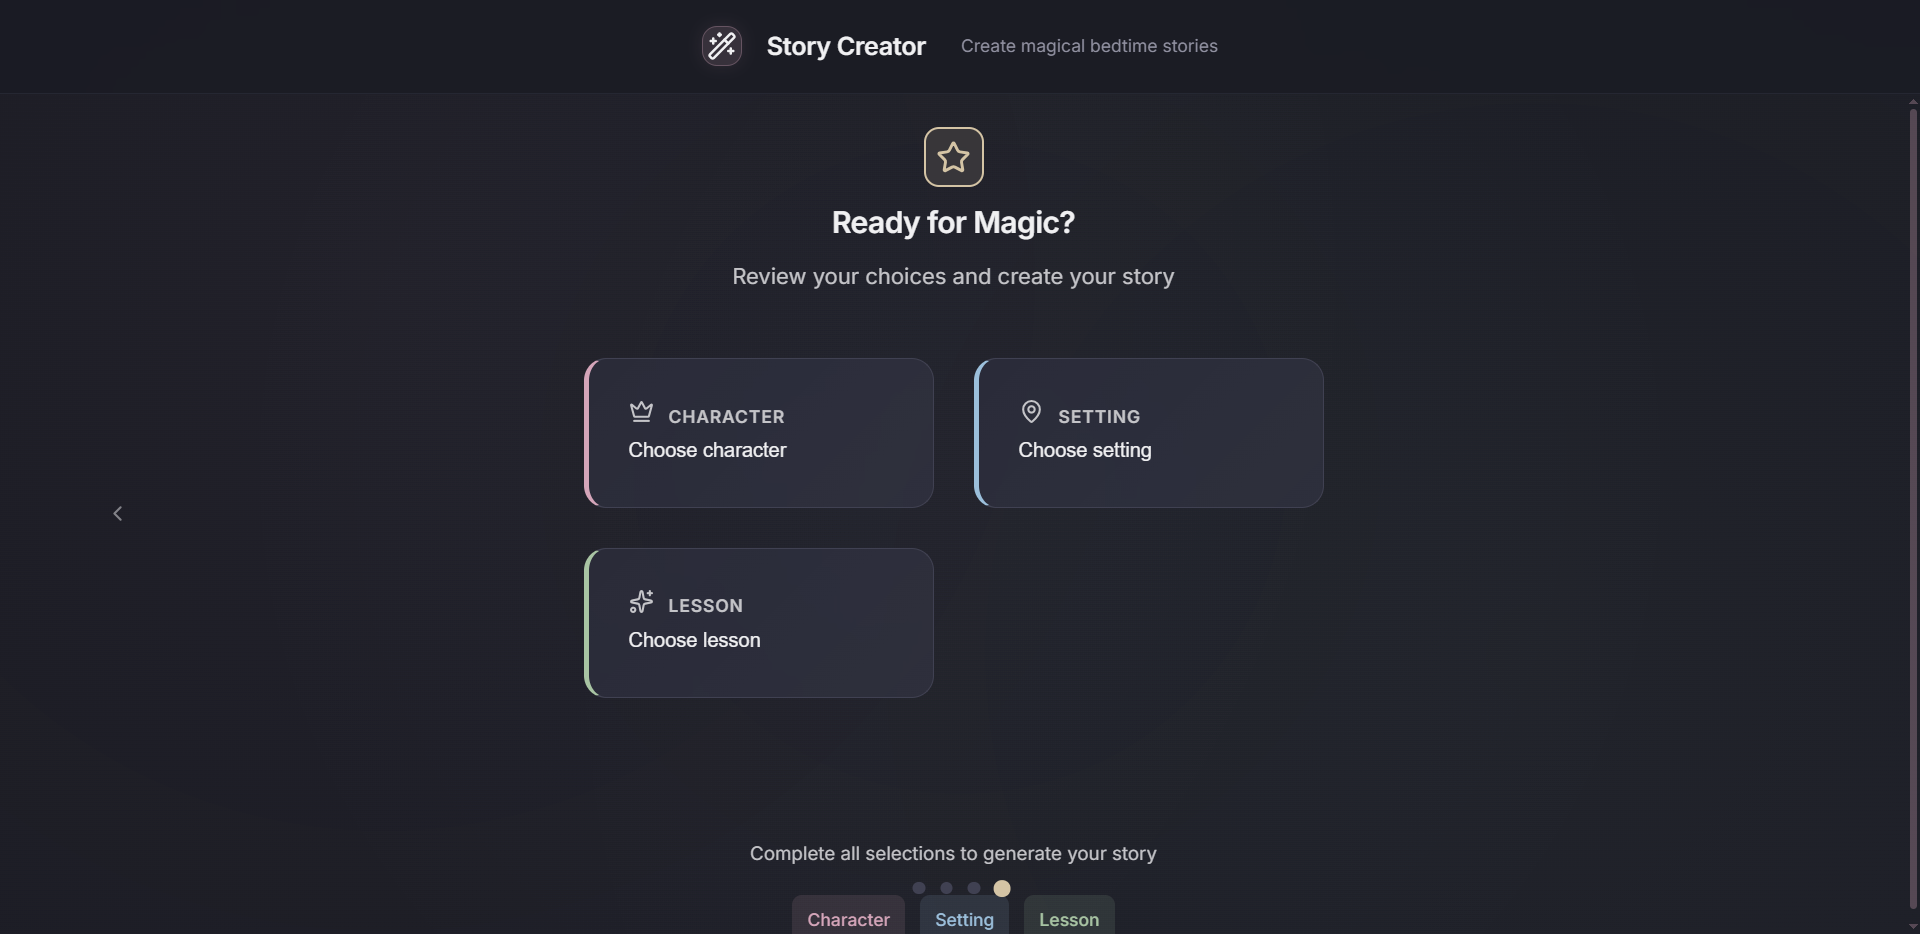 Story Creator
Create magical bedtime stories
Ready for Magic?
Review your choices and create your story
CHARACTER
Choose character
SETTING
Choose setting
LESSON
Choose lesson
Complete all selections to generate your story
Character
Setting
Lesson